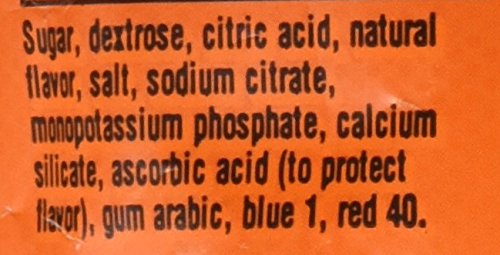 Sugar, dextrose, citric acid, natural
flavor, salt, sodium citrate,
monopotassium phosphate, calcium
silicate, ascorbic acid (to protect
flavor), gum arabic, blue 1, red 40.